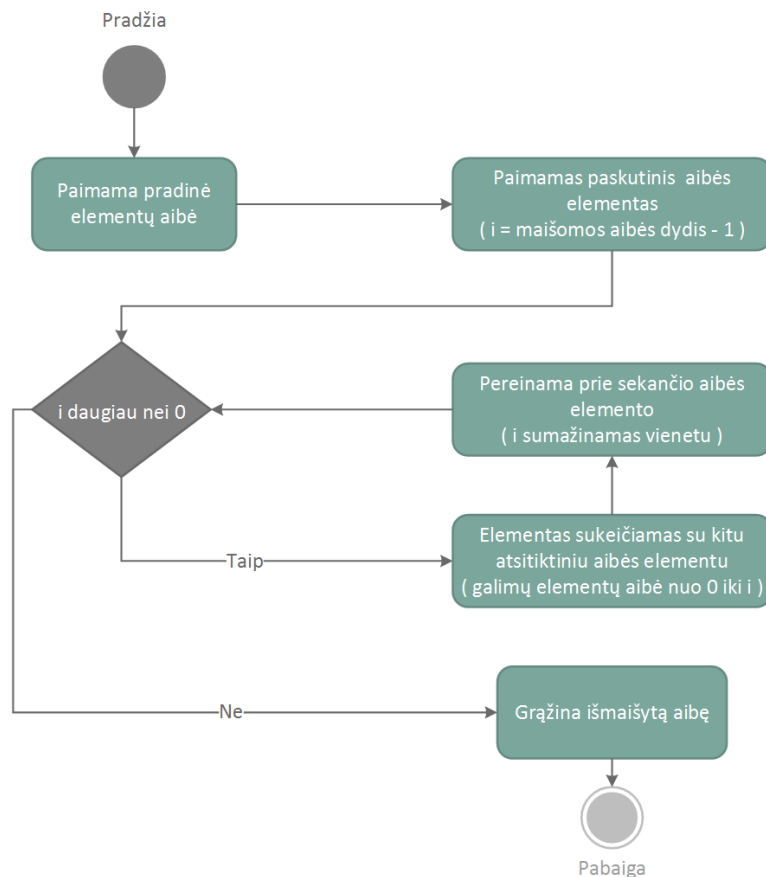 Pradžia
Paimama pradinė
elementų aibė
Paimamas paskutinis aibės
elementas
( i = maišomos aibės dydis - 1 )
i daugiau nei 0
Pereinama prie sekančio aibės
elemento
( i sumažinamas vienetu )
Taip
Elementas sukeičiamas su kitu
atsitiktiniu aibės elementu
( galimų elementų aibė nuo 0 iki i )
Ne
Grąžina išmaišytą aibę
Pabaiga